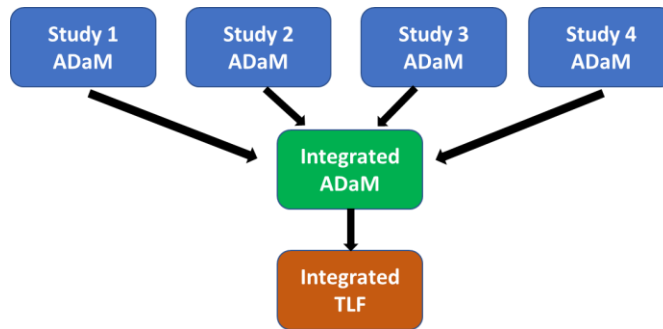 Study 1
ADaM
Study 2
ADaM
Study 3
ADaM
Study 4
ADaM
Integrated
ADaM
Integrated
TLF